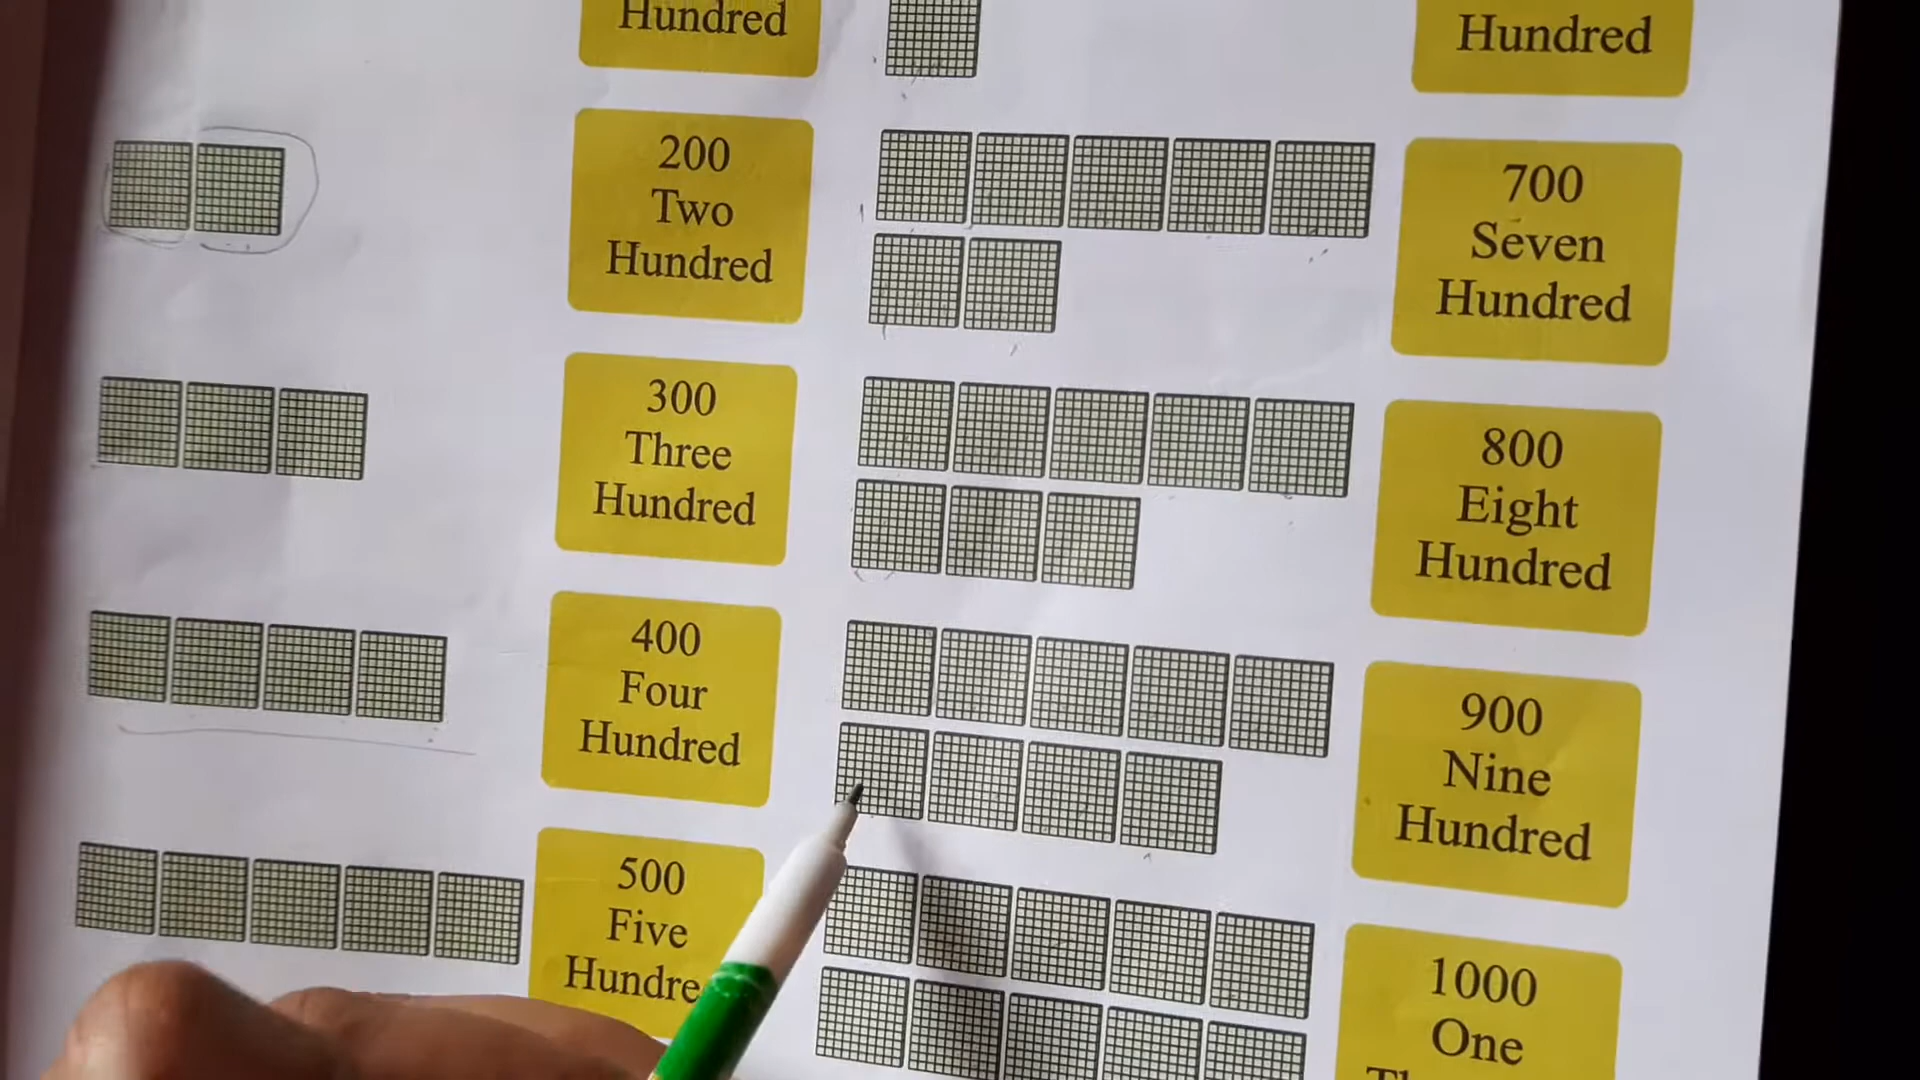 Hundred
200
Two
Hundred
300
Three
Hundred
400
Four
Hundred
500
Five
Hundre
Hundred
700
Seven
Hundred
800
Eight
Hundred
900
Nine
Hundred
1000
One